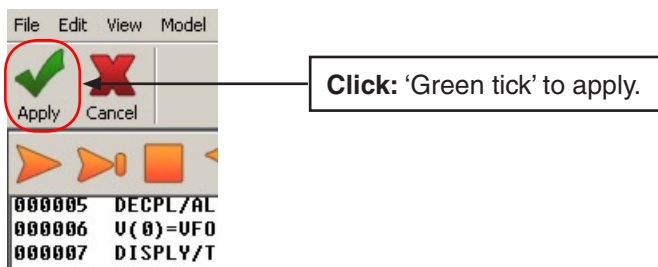 File Edit View Model
Apply Cancel
Click: ‘Green tick’ to apply.
000005 DECPL/AL
000006 V(0)=VFO
000007 DISPLY/T